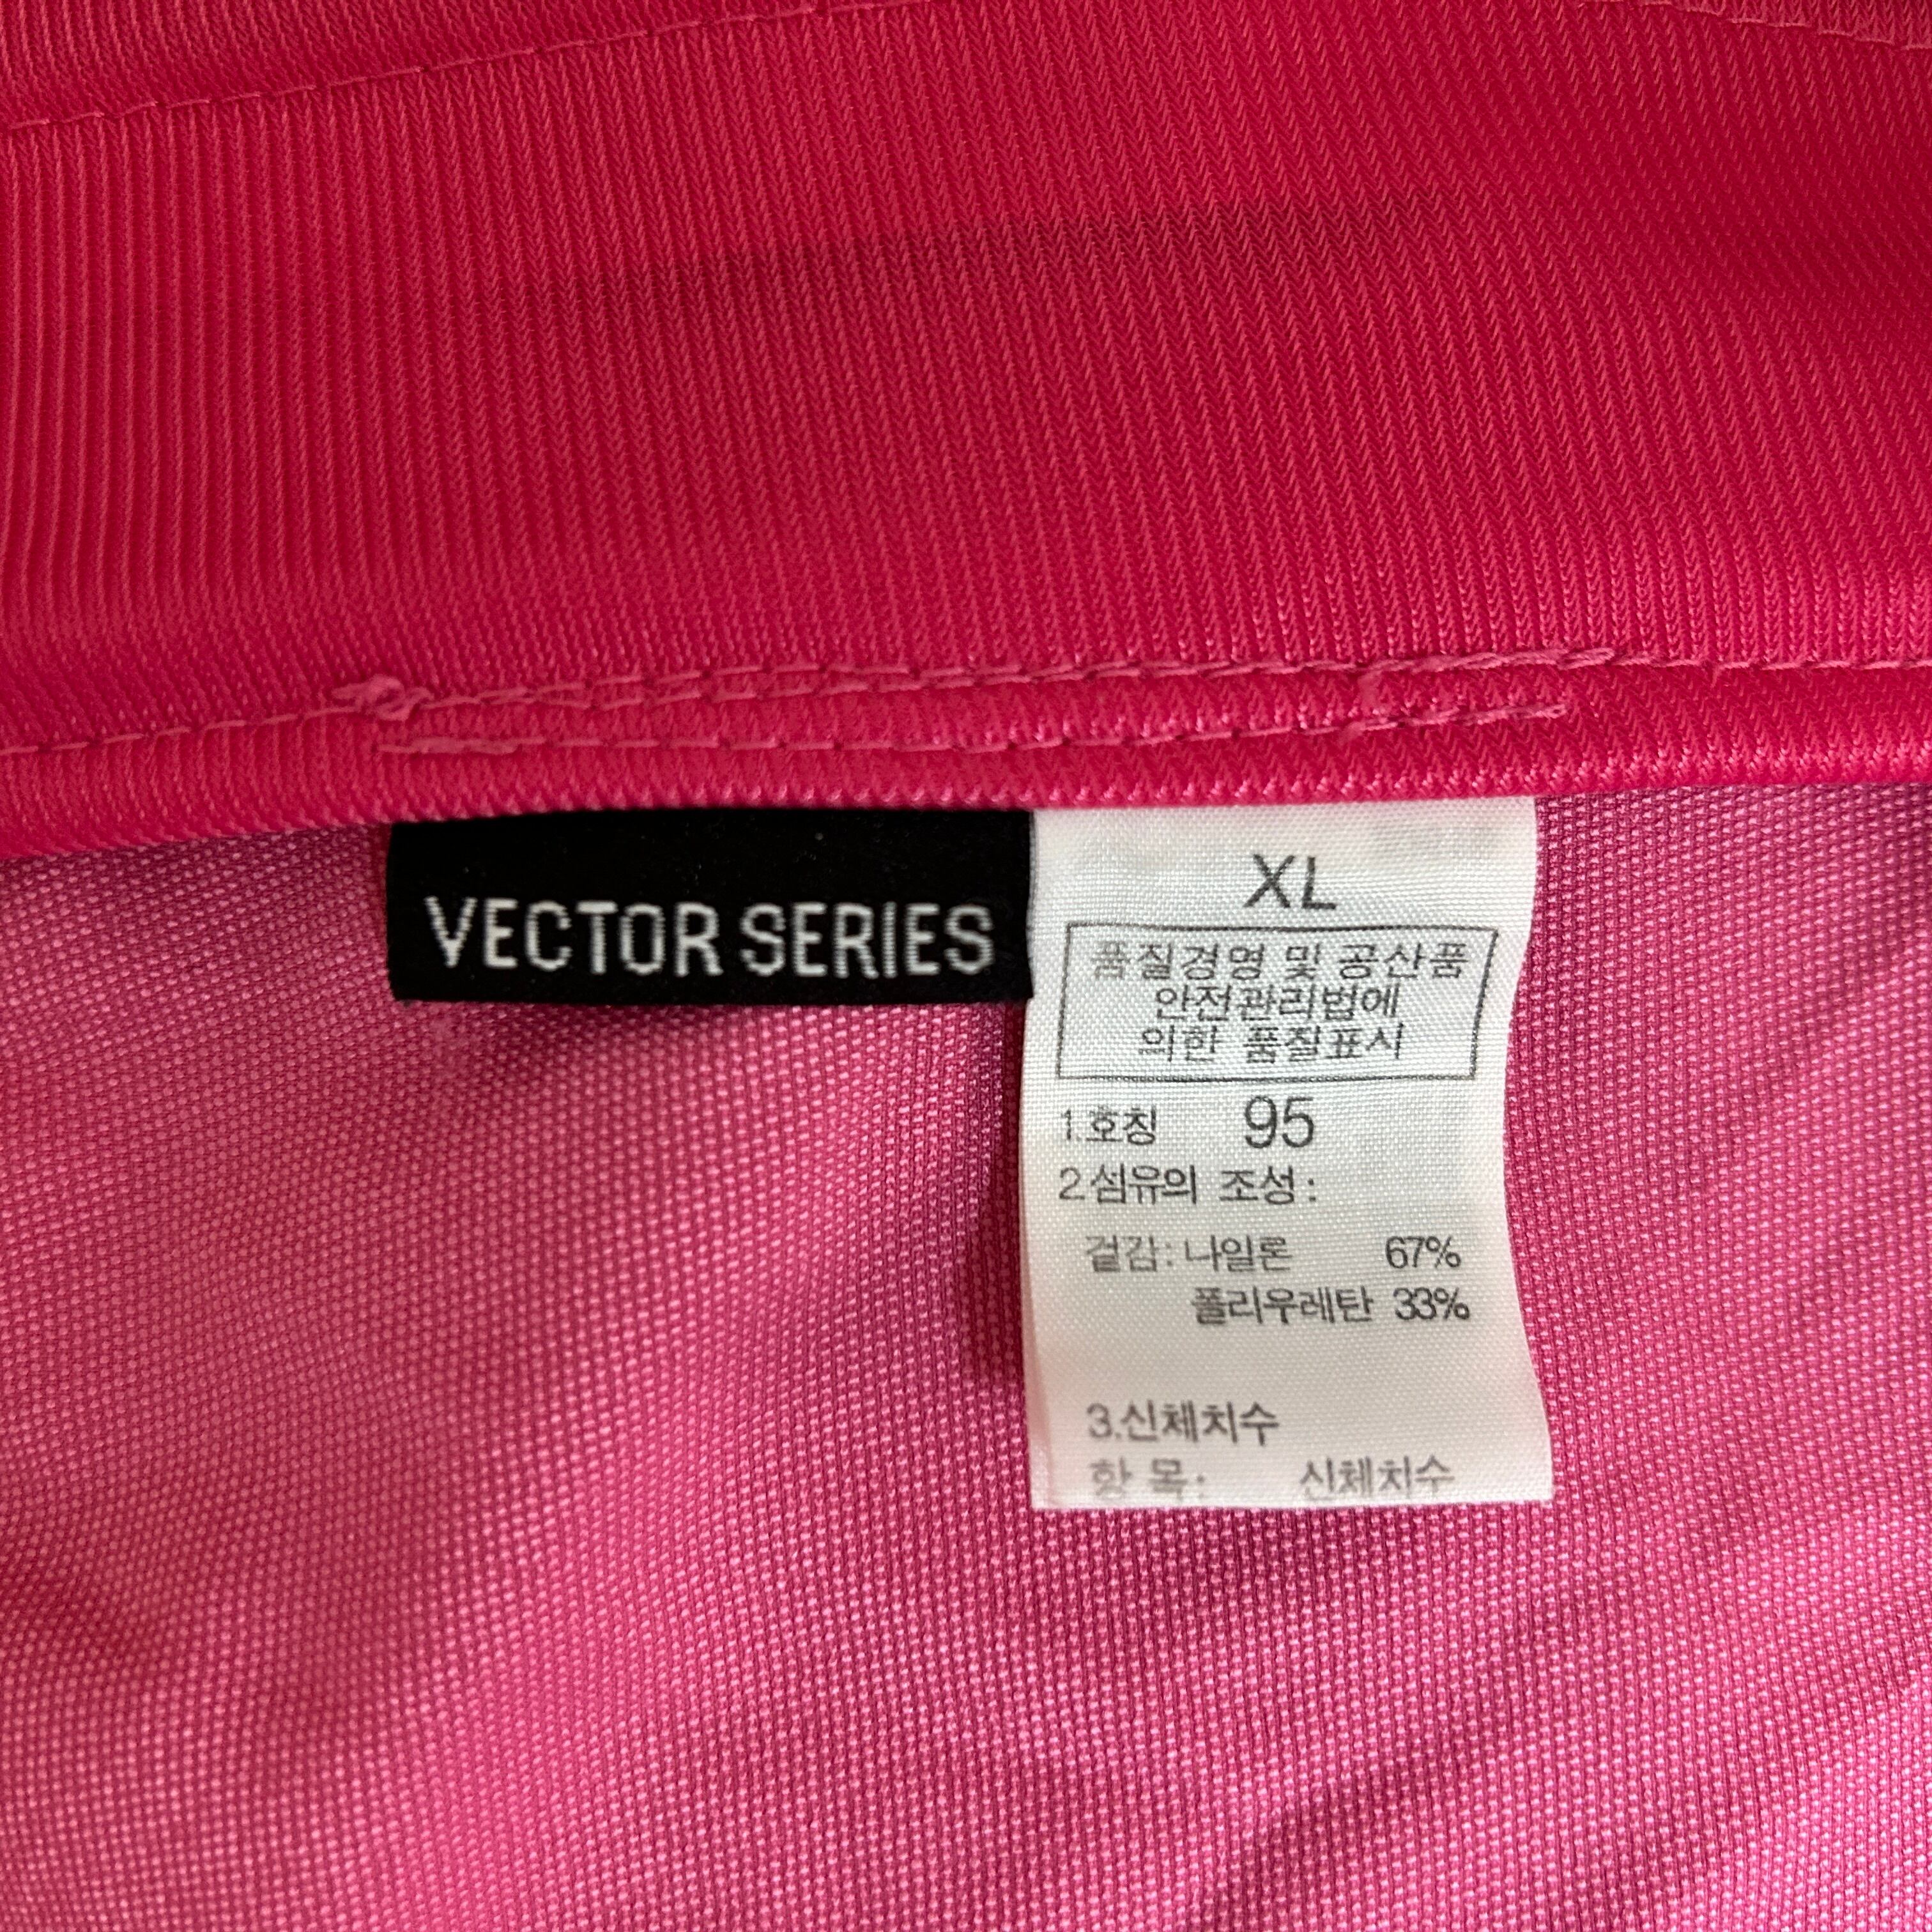 VECTOR SERIES
XL
품질경영 및 공산품
안전관리법에
의한 품질표시
1.호칭 95
2.섬유의 조성:
겉감: 나일론 67%
폴리우레탄 33%
3.신체치수
항 목: 신체치수